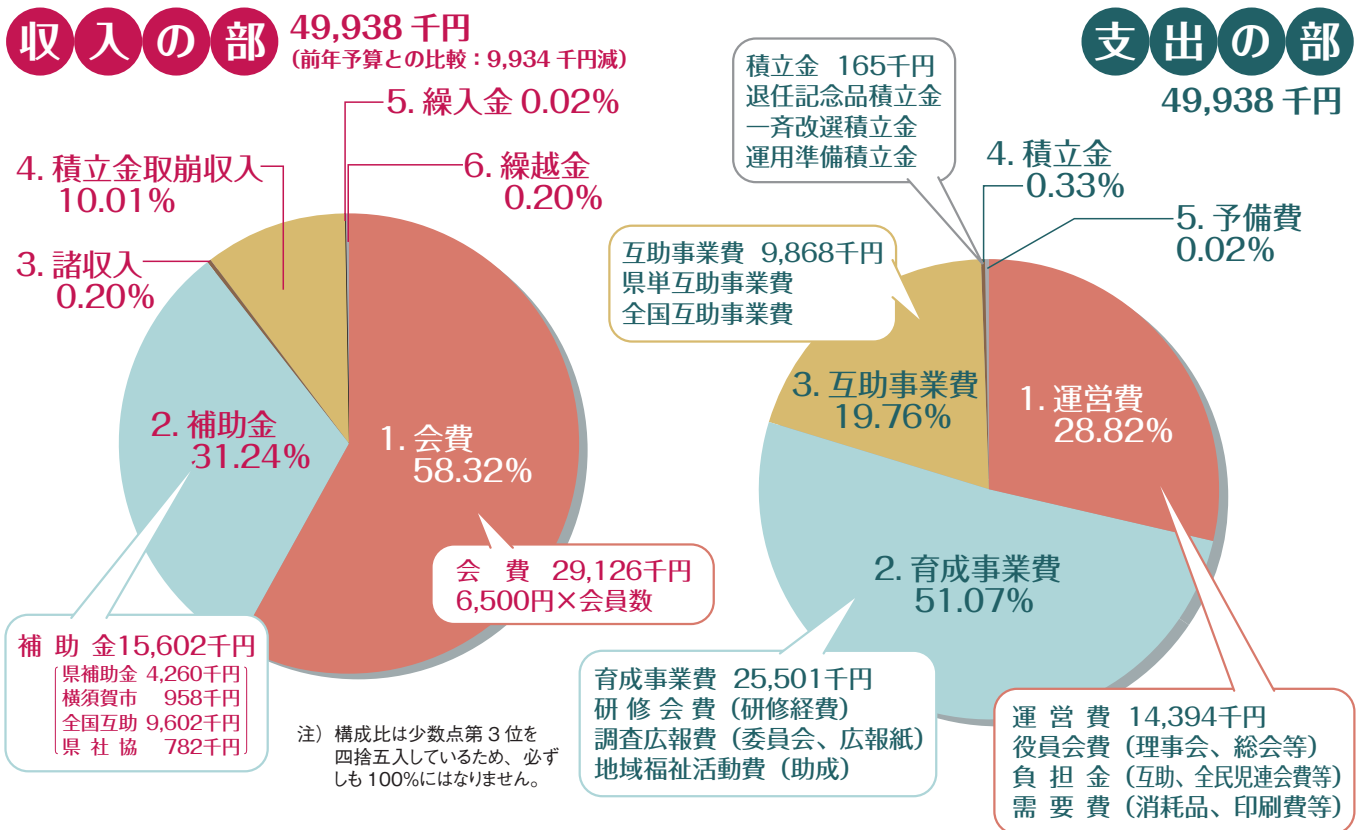 収入の部
49,938 千円
(前年予算との比較:9,934 千円減)
5. 繰入金 0.02%
4. 積立金取崩収入
10.01%
6. 繰越金
0.20%
3. 諸収入
0.20%
2. 補助金
31.24%
1. 会費
58.32%
会　費 29,126千円
6,500円×会員数
補 助 金15,602千円
県補助金 4,260千円
横須賀市 958千円
全国互助 9,602千円
県 社 協 782千円
注) 構成比は少数点第 3 位を
四捨五入しているため、必ず
しも 100%にはなりません。
支出の部
49,938 千円
積立金 165千円
退任記念品積立金
一斉改選積立金
運用準備積立金
4. 積立金
0.33%
5. 予備費
0.02%
互助事業費 9,868千円
県単互助事業費
全国互助事業費
3. 互助事業費
19.76%
1. 運営費
28.82%
2. 育成事業費
51.07%
育成事業費 25,501千円
研 修 会 費 (研修経費)
調査広報費 (委員会、広報紙)
地域福祉活動費 (助成)
運 営 費 14,394千円
役員会費 (理事会、総会等)
負 担 金 (互助、全民児連会費等)
需 要 費 (消耗品、印刷費等)